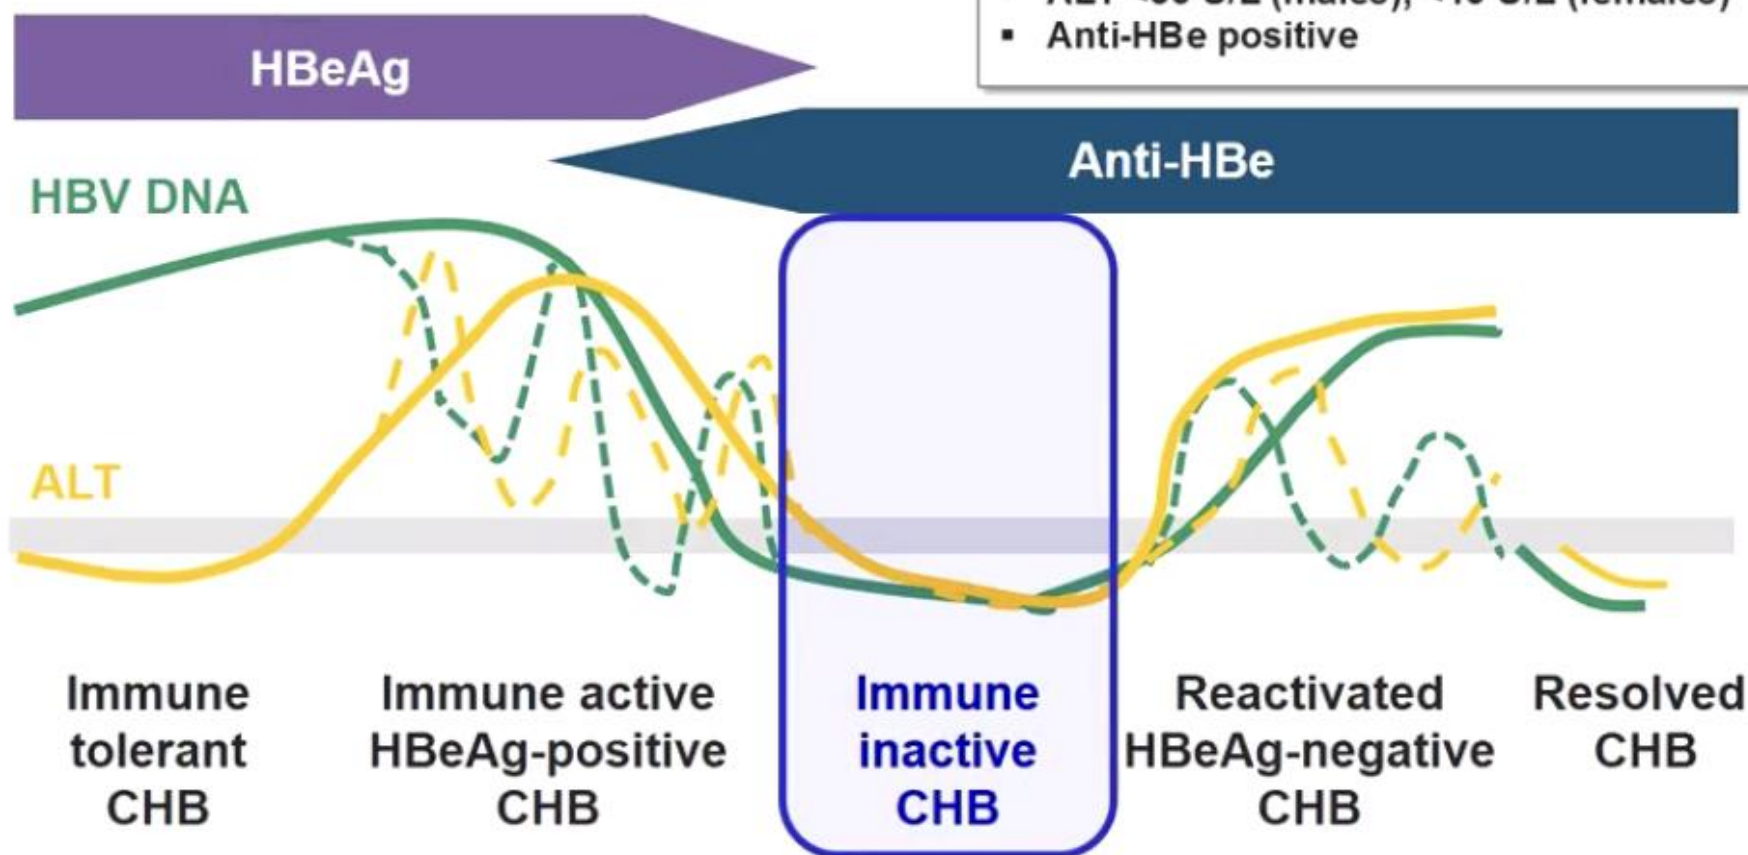 Anti-HBe positive
HBeAg
Anti-HBe
HBV DNA
ALT
Immune
tolerant
CHB
Immune active
HBeAg-positive
CHB
Immune
inactive
CHB
Reactivated
HBeAg-negative
CHB
Resolved
CHB